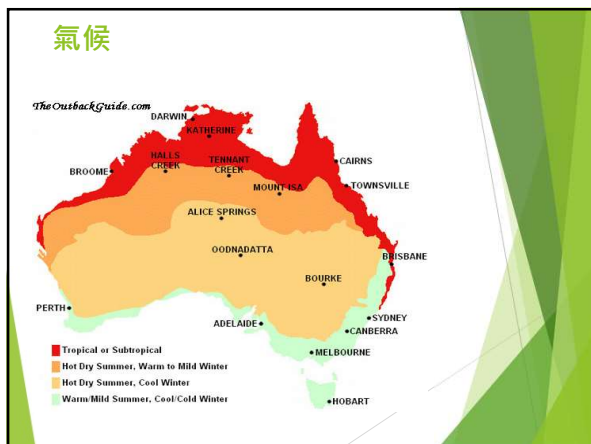 氣候
TheOutbackGuide.com
DARWIN
KATHERINE
HALLS
CREEK
TENNANT
CREEK
CAIRNS
BROOME
MOUNT ISA
TOWNSVILLE
ALICE SPRINGS
OODNADATTA
BRISBANE
BOURKE
PERTH
ADELAIDE
SYDNEY
CANBERRA
MELBOURNE
HOBART
Tropical or Subtropical
Hot Dry Summer, Warm to Mild Winter
Hot Dry Summer, Cool Winter
Warm/Mild Summer, Cool/Cold Winter